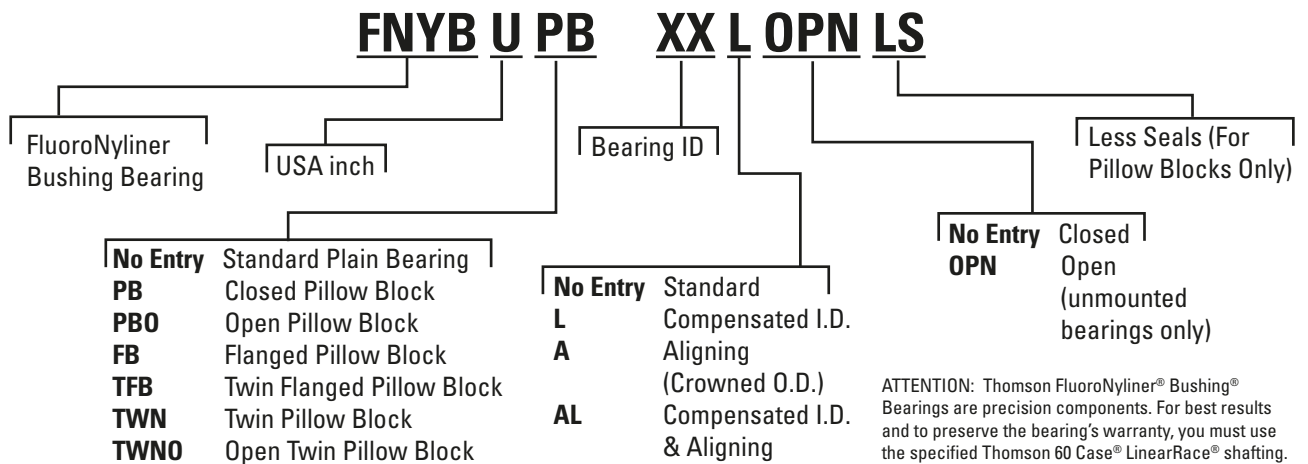 FNYB U PB XX L OPN LS
FluoroNyliner
Bushing Bearing
USA inch
Bearing ID
Less Seals (For
Pillow Blocks Only)
No Entry Standard Plain Bearing
PB Closed Pillow Block
PBO Open Pillow Block
FB Flanged Pillow Block
TFB Twin Flanged Pillow Block
TWN Twin Pillow Block
TWNO Open Twin Pillow Block
No Entry Standard
L Compensated I.D.
A Aligning
(Crowned O.D.)
AL Compensated I.D.
& Aligning
No Entry Closed
OPN Open
(unmounted
bearings only)
ATTENTION: Thomson FluoroNyliner® Bushing®
Bearings are precision components. For best results
and to preserve the bearing's warranty, you must use
the specified Thomson 60 Case® LinearRace® shafting.